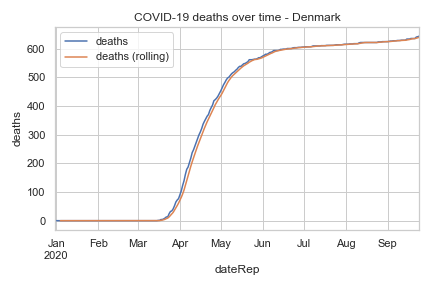 COVID-19 deaths over time - Denmark
deaths
deaths (rolling)
deaths
600
500
400
300
200
100
0
Jan Feb Mar Apr May Jun Jul Aug Sep
2020
dateRep